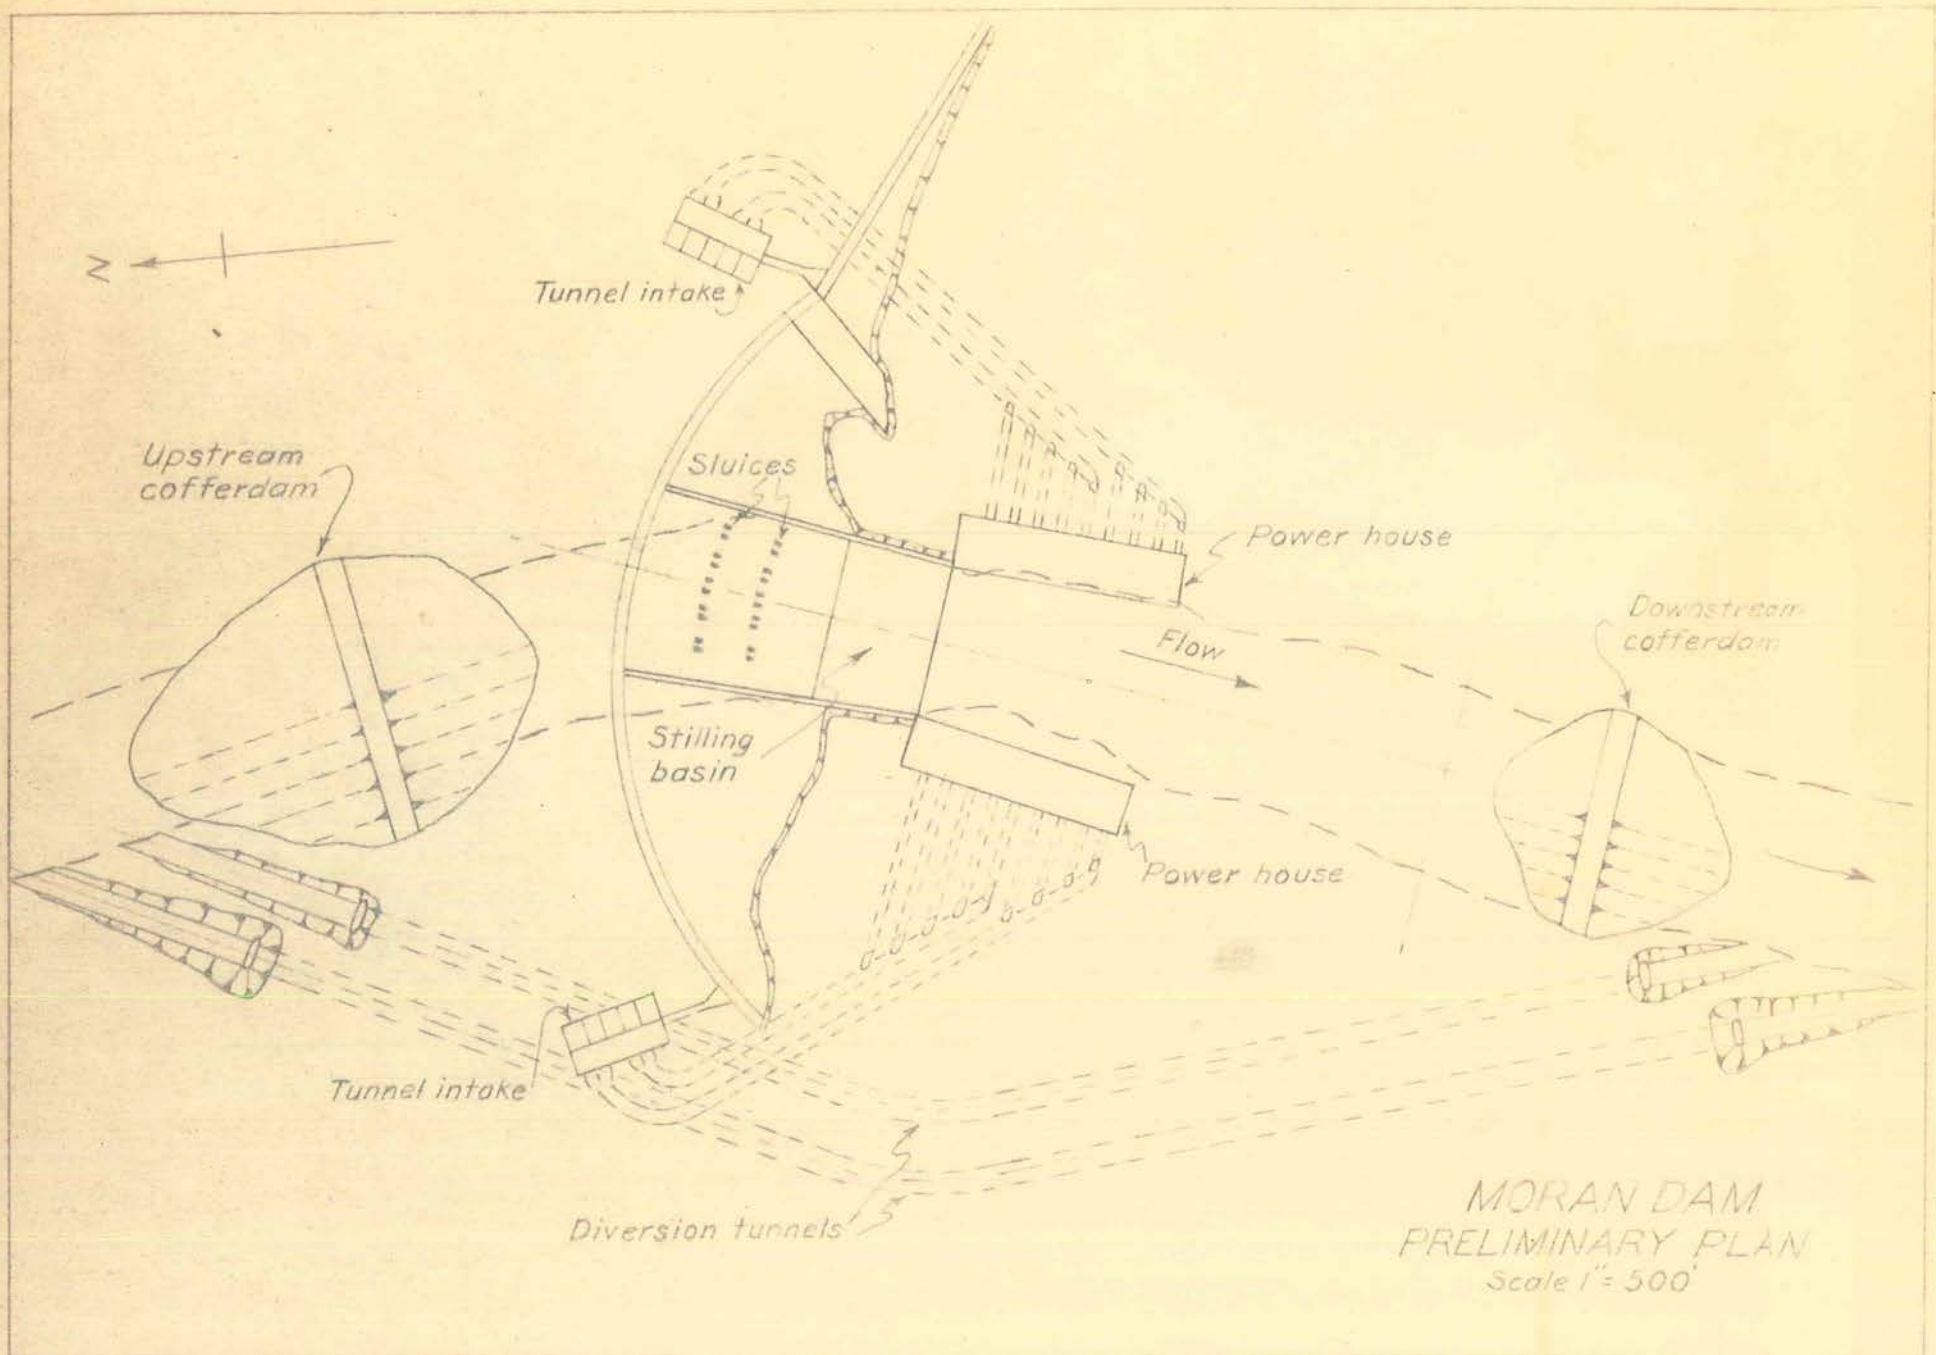 N
Tunnel intake
Upstream
cofferdam
Sluices
Power house
Downstream
cofferdam
Flow
Stilling
basin
Power house
Tunnel intake
Diversion tunnels
MORAN DAM
PRELIMINARY PLAN
Scale 1" = 500'